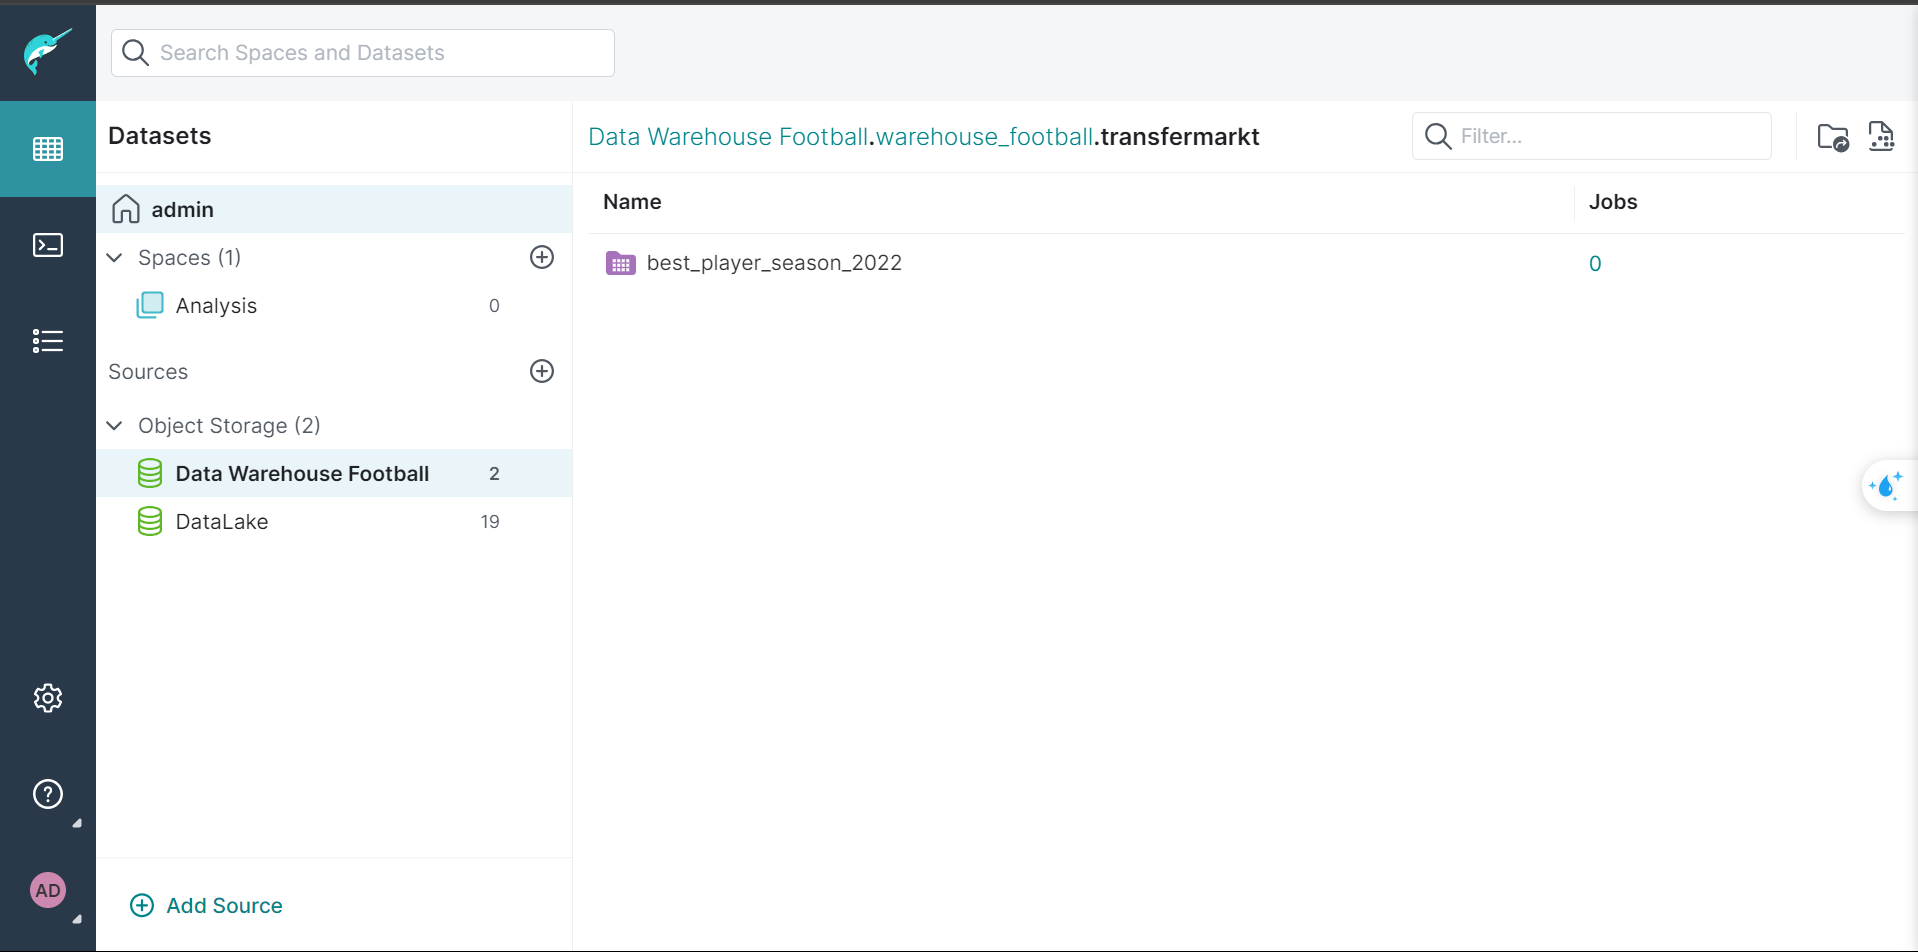 Search Spaces and Datasets
Datasets
Data Warehouse Football.warehouse_football.transfermarkt
Filter...
admin
Name
Jobs
Spaces (1)
best_player_season_2022
0
Analysis
0
Sources
Object Storage (2)
Data Warehouse Football
2
DataLake
19
?
AD
Add Source